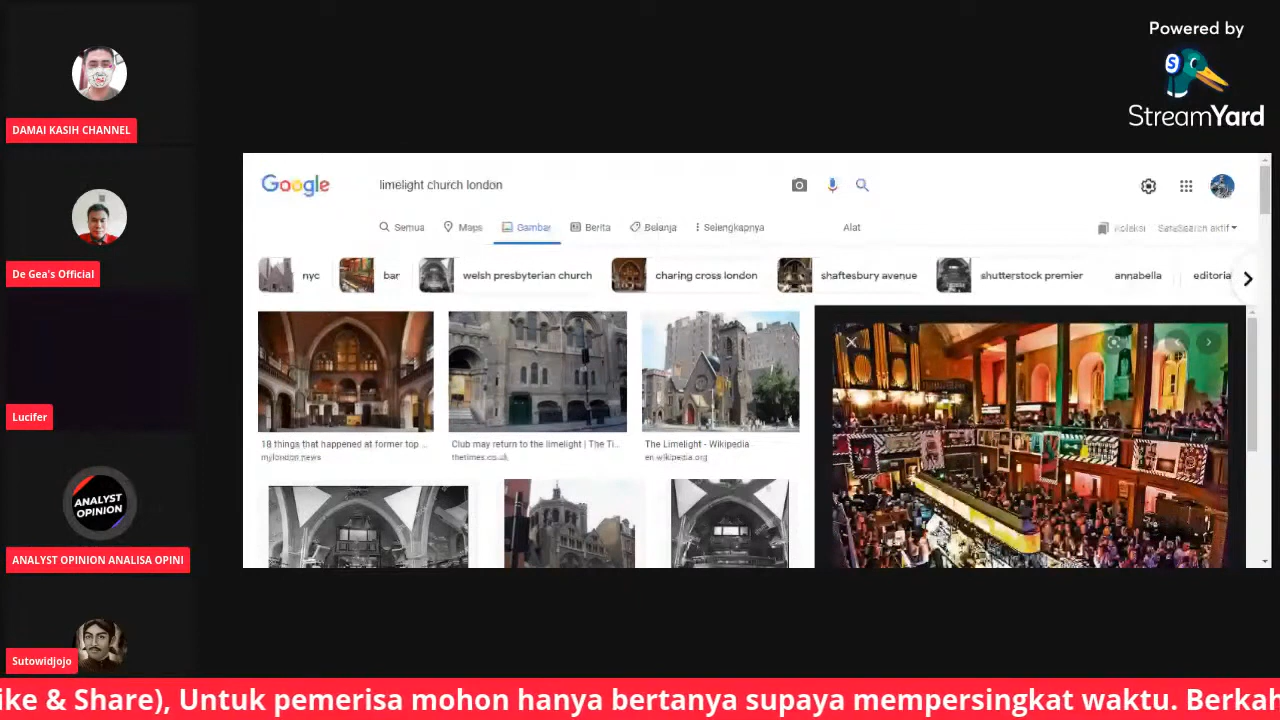 Powered by
S
StreamYard
DAMAI KASIH CHANNEL
De Gea's Official
Lucifer
ANALYST
OPINION
ANALYST OPINION ANALISA OPINI
Sutowidjojo
Google
limelight church london
Semua Maps Gambar Berita Belanja Selengkapnya Alat Koleksi SafeSearch aktif
nyc bar welsh presbyterian church charing cross london shaftesbury avenue shutterstock premier annabella editoria
18 things that happened at former top ...
mylondon.news
Club may return to the limelight | The Ti...
thetimes.co.uk
The Limelight - Wikipedia
en.wikipedia.org
ike & Share), Untuk pemerisa mohon hanya bertanya supaya mempersingkat waktu. Berkah